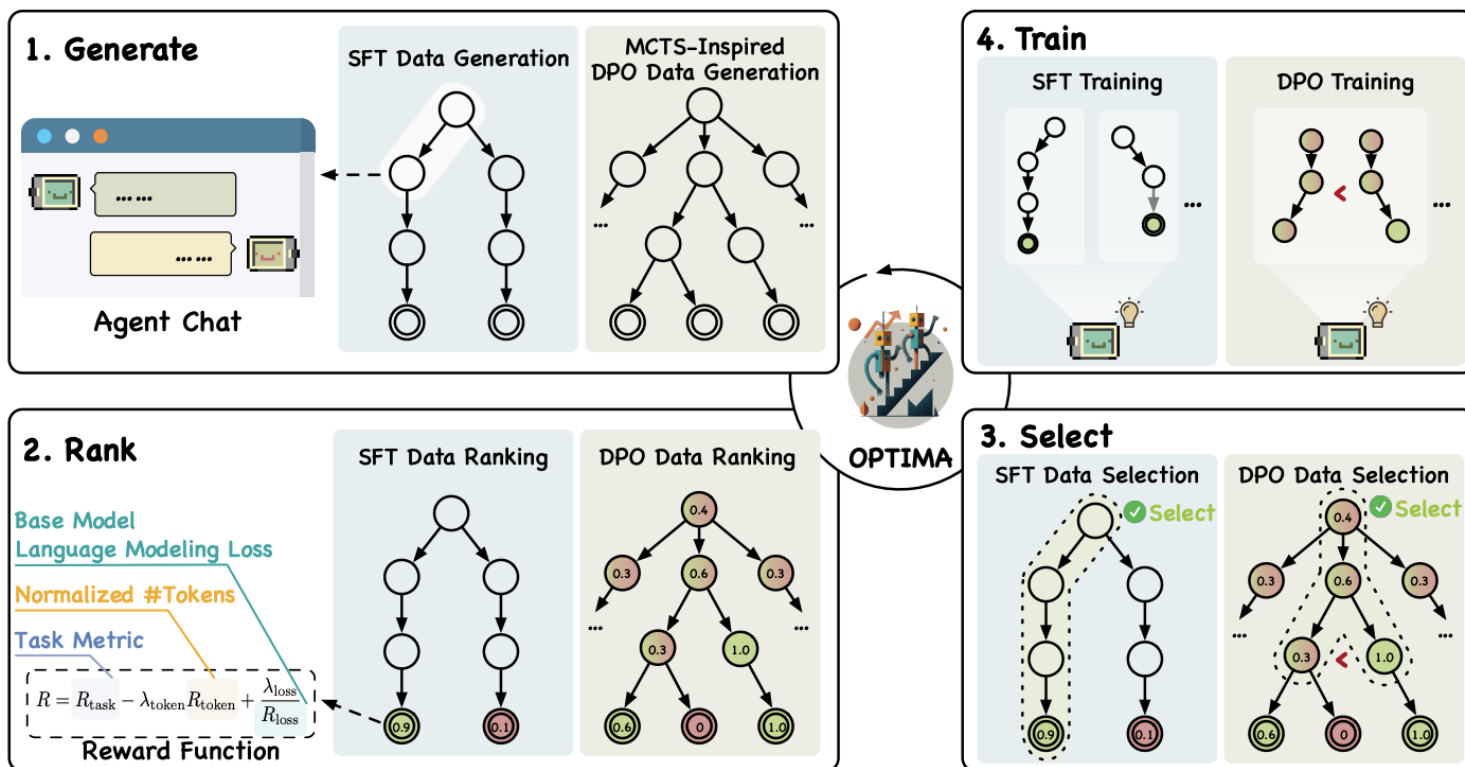 1. Generate
SFT Data Generation
MCTS-Inspired
DPO Data Generation
... ...
... ...
Agent Chat
...
...
2. Rank
SFT Data Ranking
DPO Data Ranking
Base Model
Language Modeling Loss
Normalized #Tokens
Task Metric
R = R_task − λ_token R_token + λ_loss / R_loss
Reward Function
0.9
0.1
0.4
0.3
0.6
0.3
...
...
0.3
1.0
0.6
0
1.0
OPTIMA
3. Select
SFT Data Selection
Select
0.9
0.1
DPO Data Selection
Select
0.4
0.3
0.6
0.3
...
...
0.3
<
1.0
0.6
0
1.0
4. Train
SFT Training
...
DPO Training
<
...